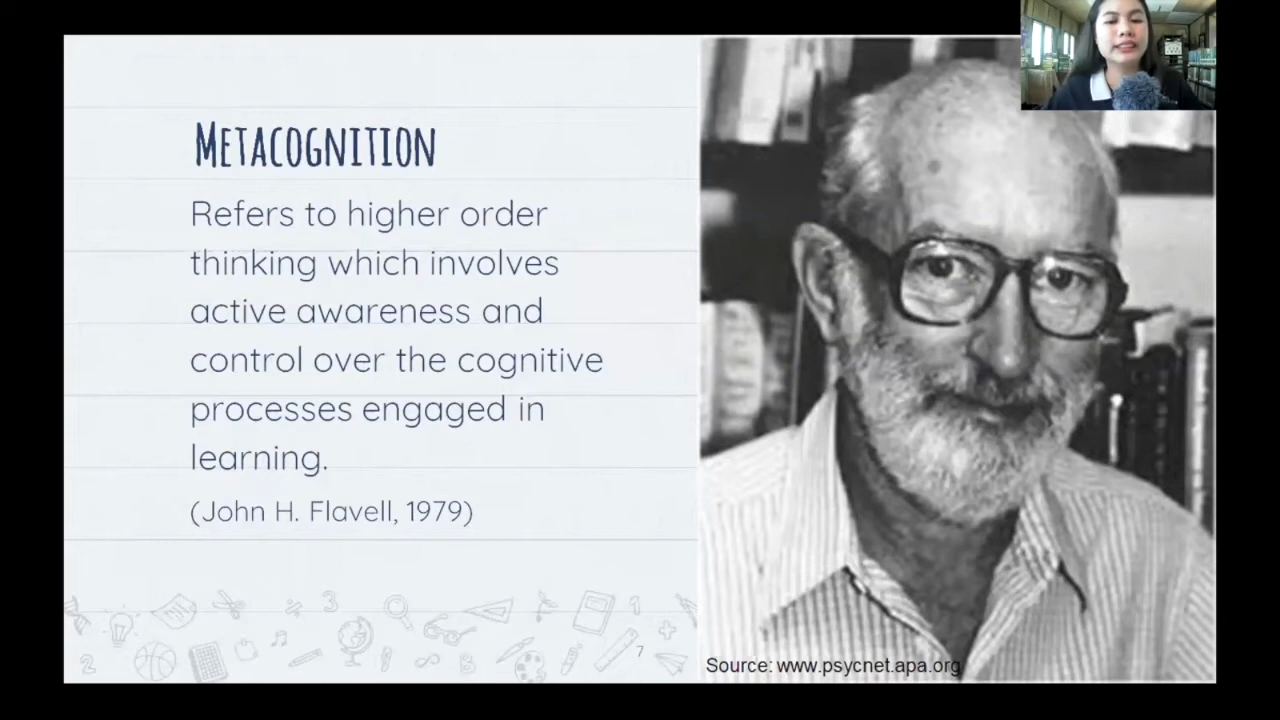 METACOGNITION
Refers to higher order
thinking which involves
active awareness and
control over the cognitive
processes engaged in
learning.
(John H. Flavell, 1979)
7
Source: www.psycnet.apa.org